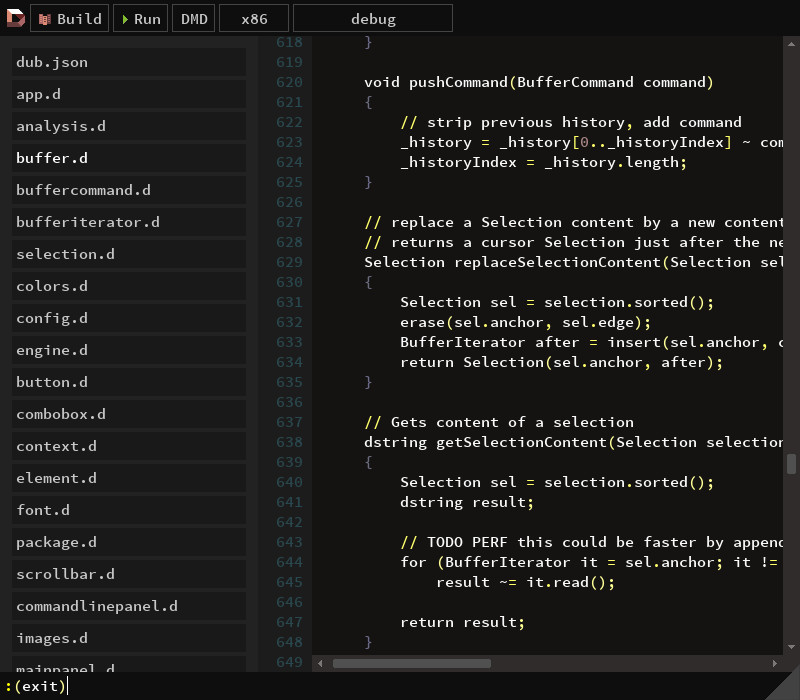 Build Run DMD x86 debug
dub.json
app.d
analysis.d
buffer.d
buffercommand.d
bufferiterator.d
selection.d
colors.d
config.d
engine.d
button.d
combobox.d
context.d
element.d
font.d
package.d
scrollbar.d
commandlinepanel.d
images.d
mainpanel.d
618 }
619
620 void pushCommand(BufferCommand command)
621 {
622 // strip previous history, add command
623 _history = _history[0.._historyIndex] ~ com
624 _historyIndex = _history.length;
625 }
626
627 // replace a Selection content by a new content
628 // returns a cursor Selection just after the ne
629 Selection replaceSelectionContent(Selection sel
630 {
631 Selection sel = selection.sorted();
632 erase(sel.anchor, sel.edge);
633 BufferIterator after = insert(sel.anchor, c
634 return Selection(sel.anchor, after);
635 }
636
637 // Gets content of a selection
638 dstring getSelectionContent(Selection selection
639 {
640 Selection sel = selection.sorted();
641 dstring result;
642
643 // TODO PERF this could be faster by append
644 for (BufferIterator it = sel.anchor; it !=
645 result ~= it.read();
646
647 return result;
648 }
649
:(exit)